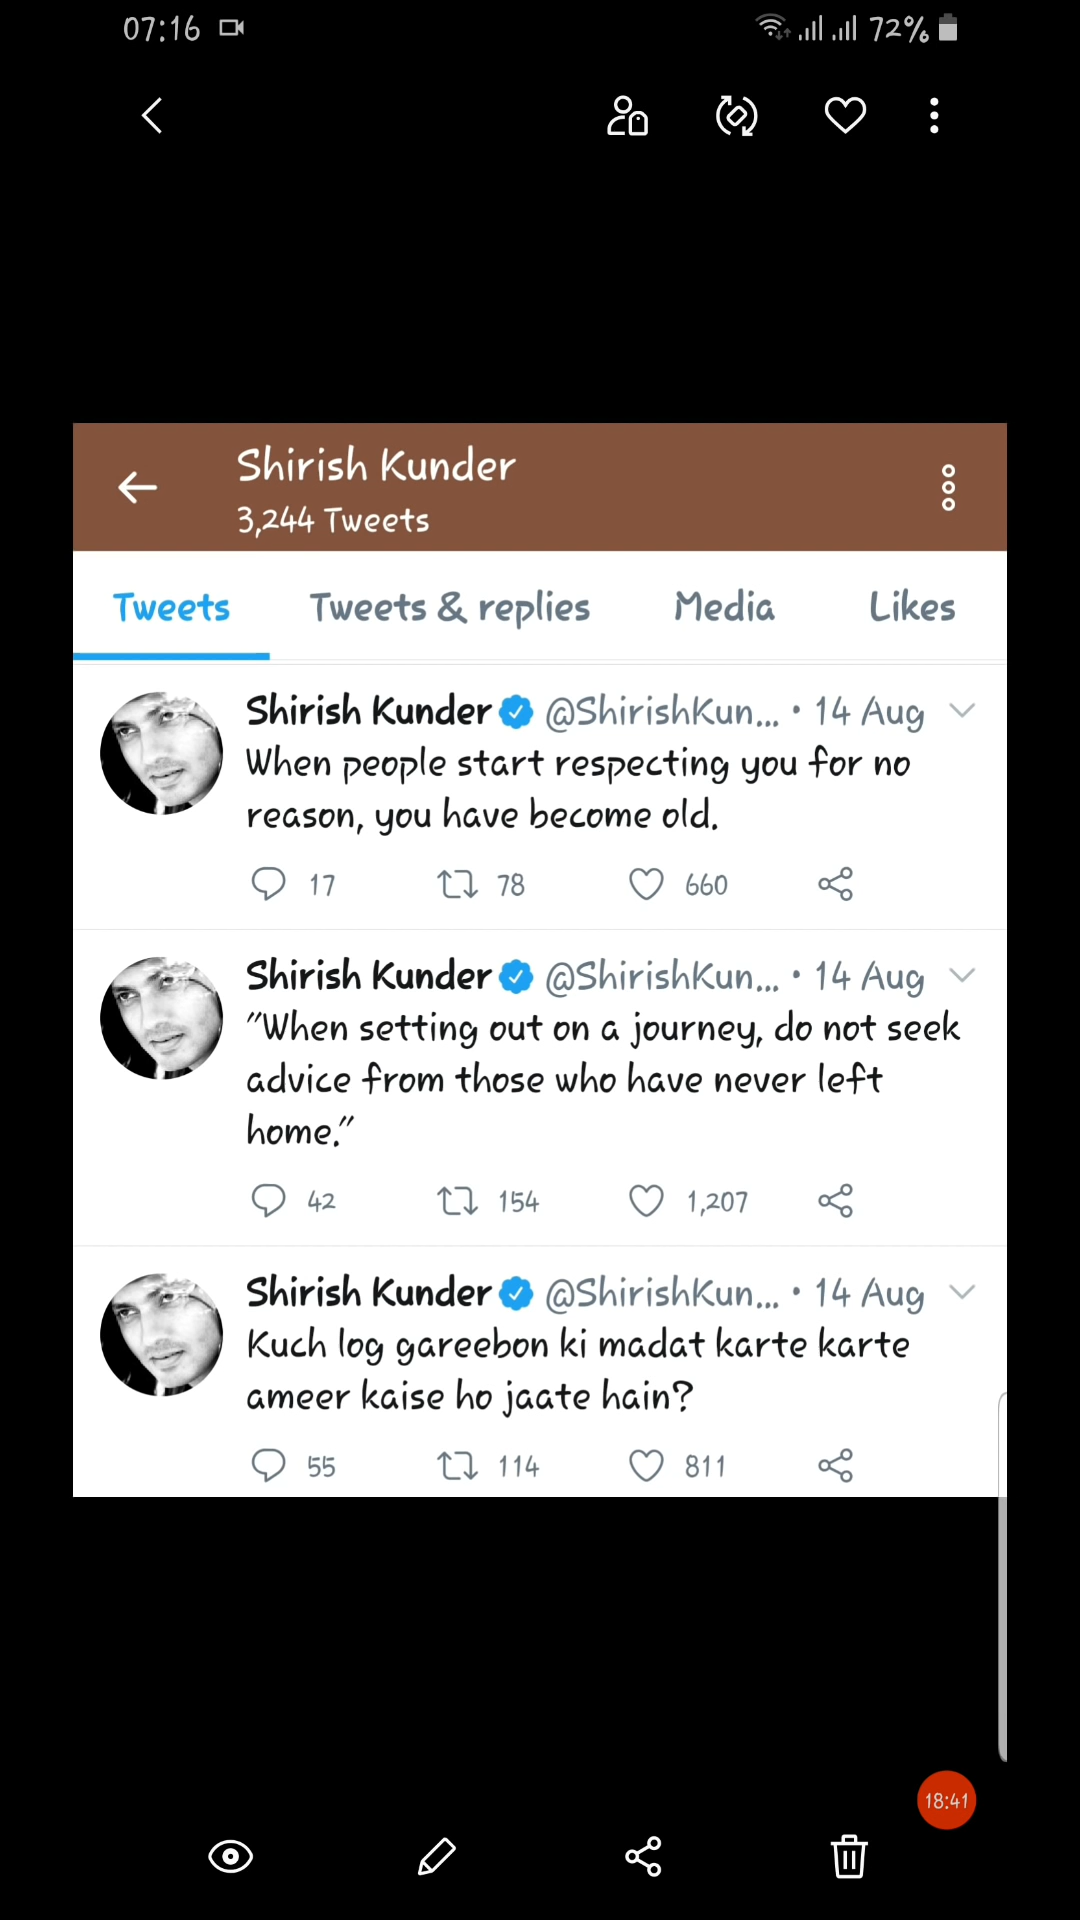 07:16 72%
Shirish Kunder
3,244 Tweets
Tweets Tweets & replies Media Likes
Shirish Kunder @ShirishKun... • 14 Aug
When people start respecting you for no
reason, you have become old.
17 78 660
Shirish Kunder @ShirishKun... • 14 Aug
"When setting out on a journey, do not seek
advice from those who have never left
home."
42 154 1,207
Shirish Kunder @ShirishKun... • 14 Aug
Kuch log gareebon ki madat karte karte
ameer kaise ho jaate hain?
55 114 811
18:41